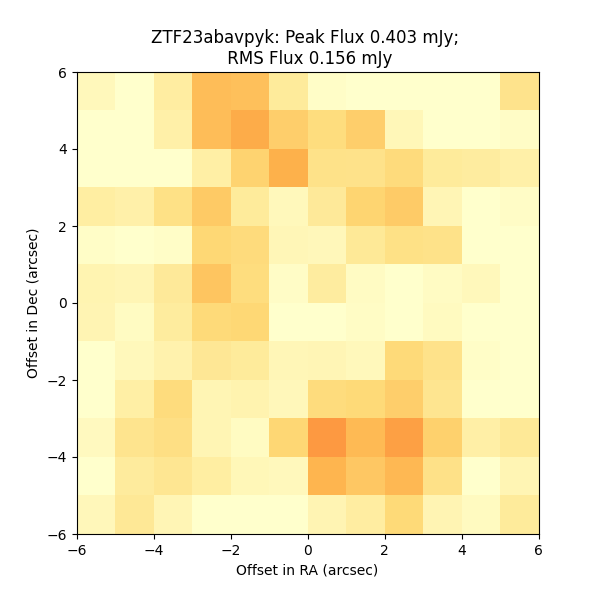 ZTF23abavpyk: Peak Flux 0.403 mJy;
RMS Flux 0.156 mJy
6
4
2
0
−2
−4
−6
Offset in Dec (arcsec)
−6 −4 −2 0 2 4 6
Offset in RA (arcsec)